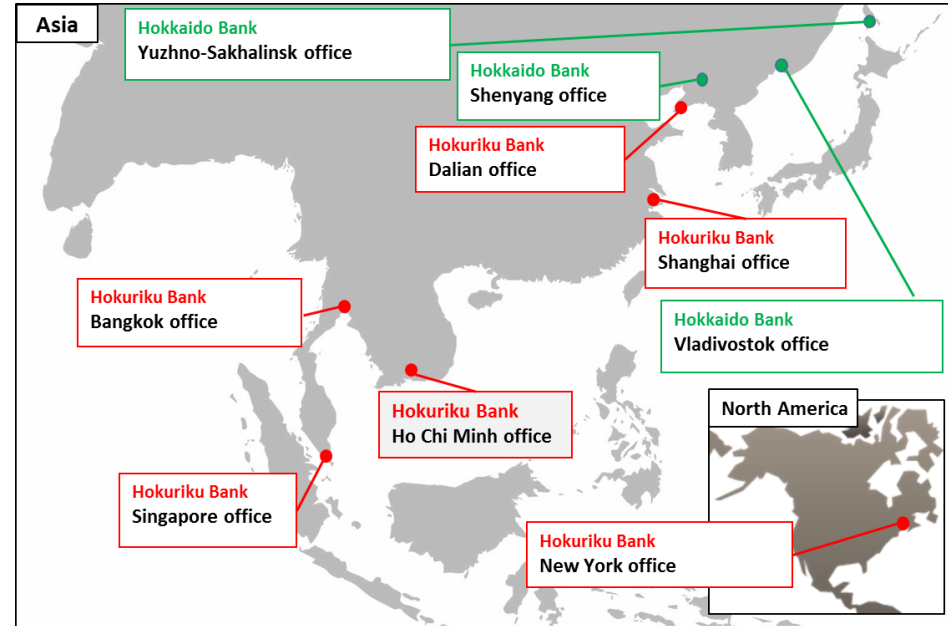 Asia
Hokkaido Bank
Yuzhno-Sakhalinsk office
Hokkaido Bank
Shenyang office
Hokuriku Bank
Dalian office
Hokuriku Bank
Shanghai office
Hokuriku Bank
Bangkok office
Hokkaido Bank
Vladivostok office
Hokuriku Bank
Ho Chi Minh office
North America
Hokuriku Bank
Singapore office
Hokuriku Bank
New York office